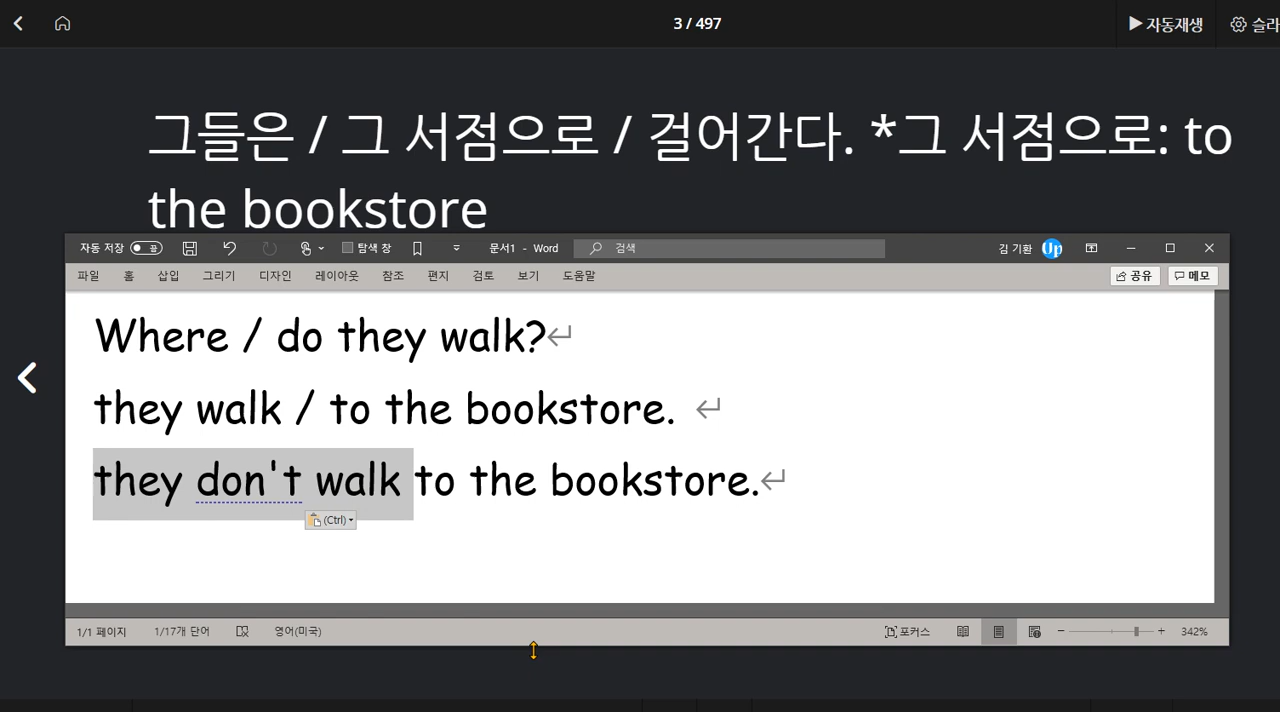 3 / 497
자동재생
슬라
그들은 / 그 서점으로 / 걸어간다. *그 서점으로: to
the bookstore
자동 저장 끔 탐색 창 문서1 - Word 검색 김 기환 Up
파일 홈 삽입 그리기 디자인 레이아웃 참조 편지 검토 보기 도움말 공유 메모
Where / do they walk?↵
they walk / to the bookstore. ↵
they don't walk to the bookstore.↵
(Ctrl)
1/1 페이지 1/17개 단어 영어(미국) 포커스 342%